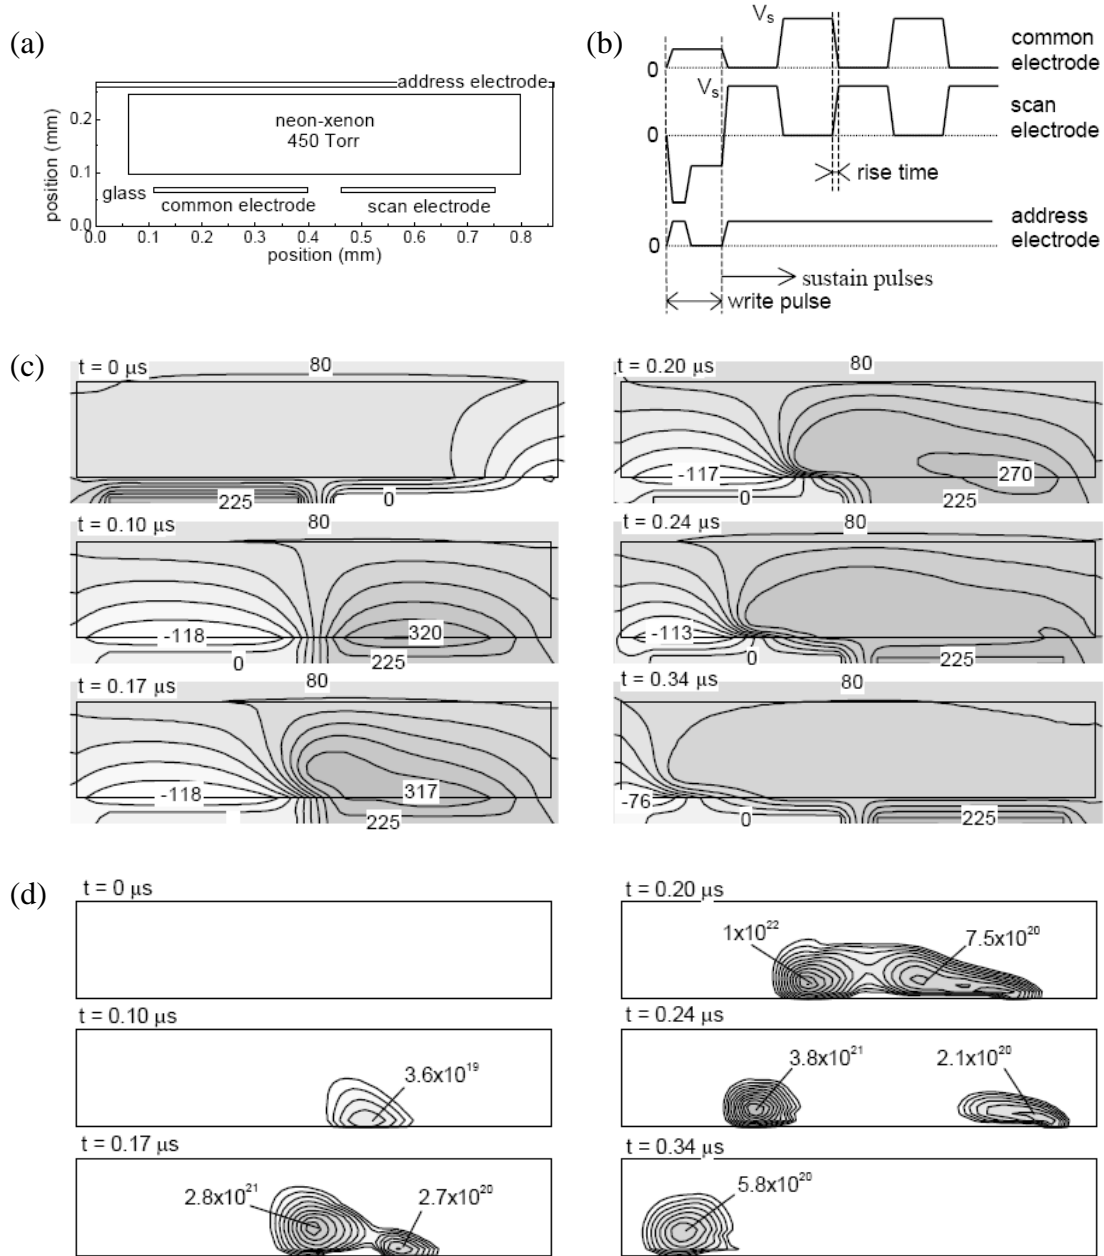 (a)
address electrode
neon-xenon
450 Torr
glass
common electrode
scan electrode
position (mm)
0.2
0.1
0.0
0.0 0.1 0.2 0.3 0.4 0.5 0.6 0.7 0.8
position (mm)
(b)
Vs
0
common
electrode
Vs
0
scan
electrode
rise time
0
address
electrode
sustain pulses
write pulse
(c)
t = 0 μs
80
225
0
t = 0.10 μs
80
-118
320
0
225
t = 0.17 μs
80
-118
317
225
t = 0.20 μs
80
-117
270
0
225
t = 0.24 μs
80
-113
0
225
t = 0.34 μs
80
-76
0
225
(d)
t = 0 μs
t = 0.10 μs
3.6x10^19
t = 0.17 μs
2.8x10^21
2.7x10^20
t = 0.20 μs
1x10^22
7.5x10^20
t = 0.24 μs
3.8x10^21
2.1x10^20
t = 0.34 μs
5.8x10^20